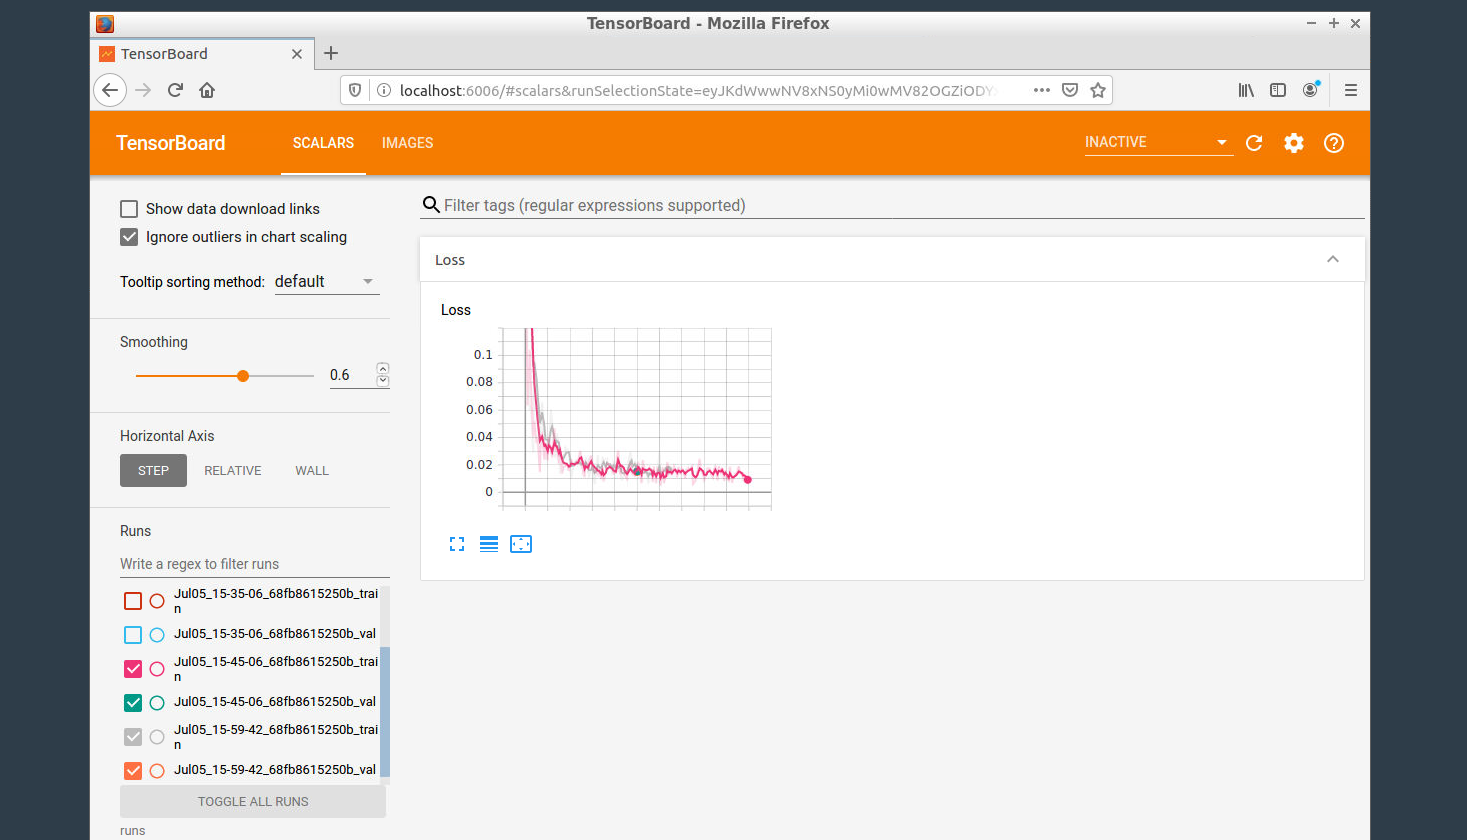 TensorBoard - Mozilla Firefox
TensorBoard
localhost:6006/#scalars&runSelectionState=eyJKdWwwNV8xNS0yMi0wMV82OGZiODY
TensorBoard
SCALARS
IMAGES
INACTIVE
Show data download links
Ignore outliers in chart scaling
Tooltip sorting method:
default
Smoothing
0.6
Horizontal Axis
STEP
RELATIVE
WALL
Runs
Write a regex to filter runs
Jul05_15-35-06_68fb8615250b_trai
n
Jul05_15-35-06_68fb8615250b_val
Jul05_15-45-06_68fb8615250b_trai
n
Jul05_15-45-06_68fb8615250b_val
Jul05_15-59-42_68fb8615250b_trai
n
Jul05_15-59-42_68fb8615250b_val
TOGGLE ALL RUNS
runs
Filter tags (regular expressions supported)
Loss
Loss
0.1
0.08
0.06
0.04
0.02
0